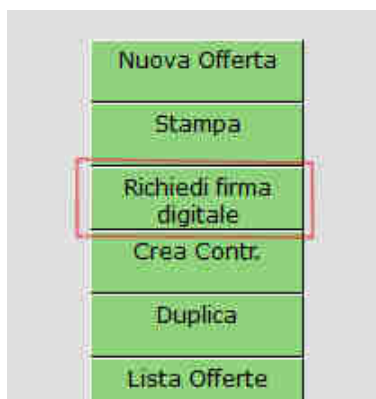 Nuova Offerta
Stampa
Richiedi firma
digitale
Crea Contr.
Duplica
Lista Offerte